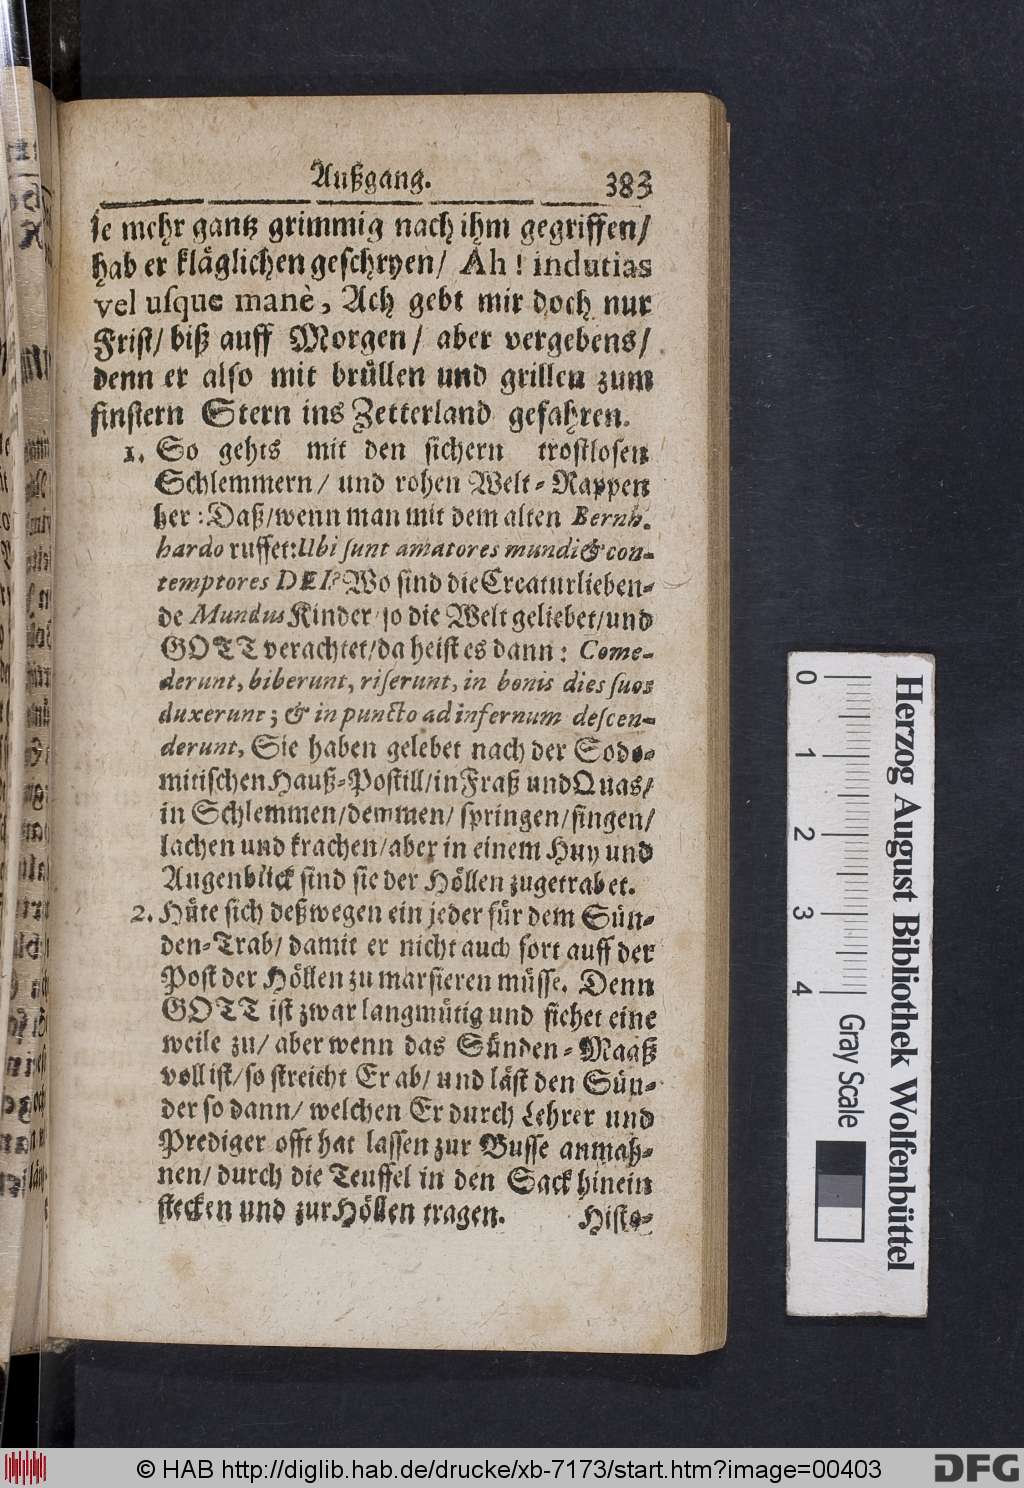 Außgang. 383
je mehr gantz grimmig nach ihm gegriffen/
hab er kläglichen geschryen/ Ah! indutias
vel usque manè, Ach gebt mir doch nur
Frist/ biß auff Morgen/ aber vergebens/
denn er also mit brüllen und grillen zum
finstern Stern ins Zetterland gefahren.
1. So gehts mit den sichern trostlosen
Schlemmern/ und rohen Welt-Rappen
her: Daß/wenn man mit dem alten Bernh-
hardo ruffet: Ubi sunt amatores mundi & con-
temptores DEI? Wo sind die Creaturlieben-
de Mundus Kinder/so die Welt geliebet/und
GOTT verachtet/da heist es dann: Come-
derunt, biberunt, riserunt, in bonis dies suos
duxerunt; & in puncto ad infernum descen-
derunt, Sie haben gelebet nach der Sodo-
mitischen Hauß-Postill/in Fraß und Quas/
in Schlemmen/demmen/ springen/singen/
lachen und krachen/aber in einem Huy und
Augenblick sind sie der Höllen zugetrabet.
2. Hüte sich deßwegen ein jeder für dem Sün-
den-Trab/ damit er nicht auch fort auff der
Post der Höllen zu marsieren müsse. Denn
GOTT ist zwar langmütig und sichet eine
weile zu/ aber wenn das Sünden-Maaß
voll ist/ so streicht Er ab/ und läst den Sün-
der so dann/ welchen Er durch Lehrer und
Prediger offt hat lassen zur Busse anmah-
nen/ durch die Teuffel in den Sack hinein
stecken und zur Höllen tragen. Histo-
0 1 2 3 4
Gray Scale
Herzog August Bibliothek Wolfenbüttel
© HAB http://diglib.hab.de/drucke/xb-7173/start.htm?image=00403
DFG